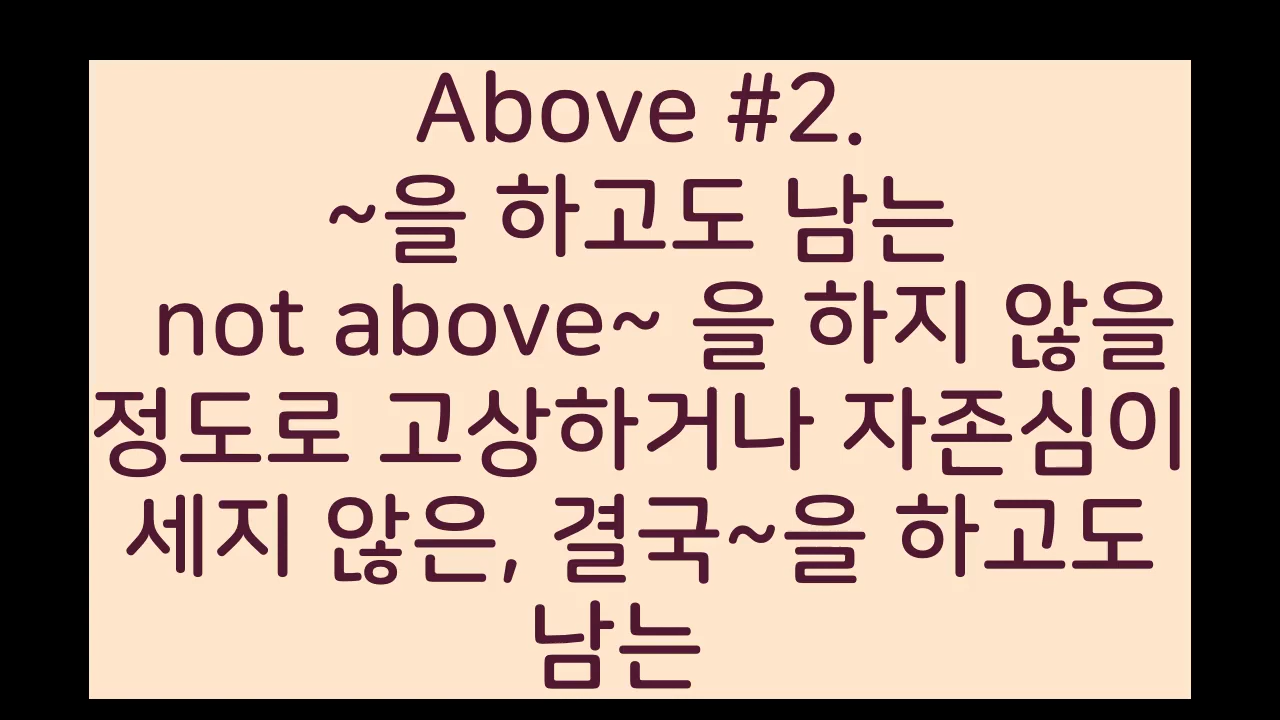 Above #2.
~을 하고도 남는
not above~ 을 하지 않을
정도로 고상하거나 자존심이
세지 않은, 결국~을 하고도
남는